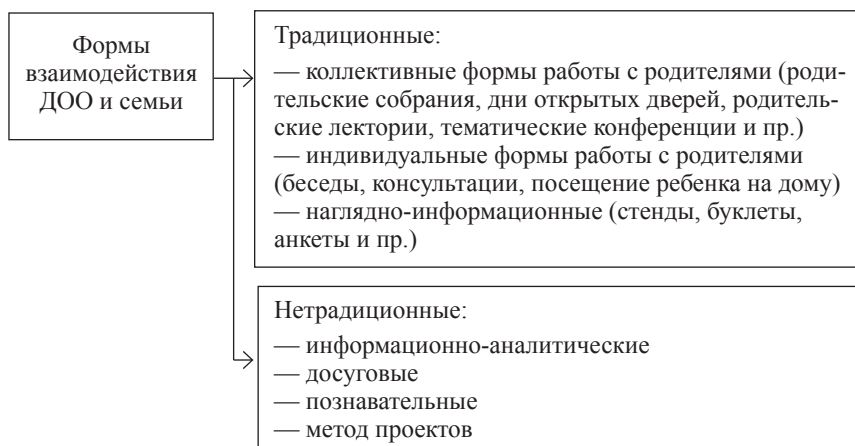 Формы
взаимодействия
ДОО и семьи
Традиционные:
— коллективные формы работы с родителями (роди-
тельские собрания, дни открытых дверей, родитель-
ские лектории, тематические конференции и пр.)
— индивидуальные формы работы с родителями
(беседы, консультации, посещение ребенка на дому)
— наглядно-информационные (стенды, буклеты,
анкеты и пр.)
Нетрадиционные:
— информационно-аналитические
— досуговые
— познавательные
— метод проектов